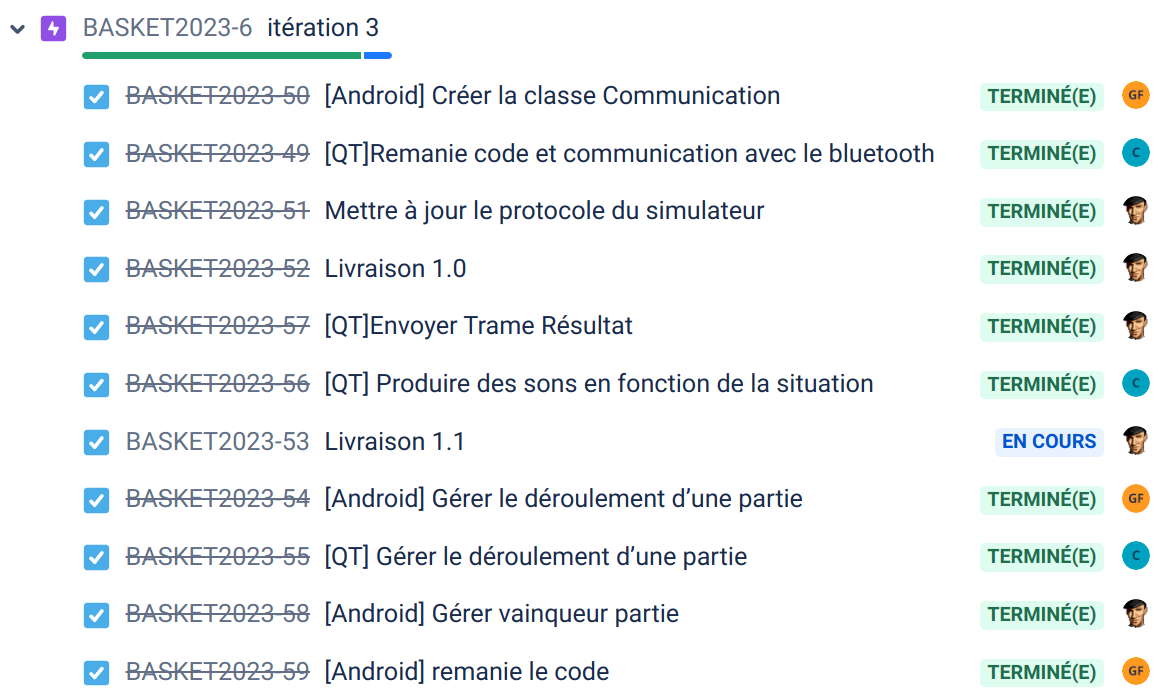 BASKET2023-6 itération 3
BASKET2023-50 [Android] Créer la classe Communication TERMINÉ(E) GF
BASKET2023-49 [QT]Remanie code et communication avec le bluetooth TERMINÉ(E) C
BASKET2023-51 Mettre à jour le protocole du simulateur TERMINÉ(E)
BASKET2023-52 Livraison 1.0 TERMINÉ(E)
BASKET2023-57 [QT]Envoyer Trame Résultat TERMINÉ(E)
BASKET2023-56 [QT] Produire des sons en fonction de la situation TERMINÉ(E) C
BASKET2023-53 Livraison 1.1 EN COURS
BASKET2023-54 [Android] Gérer le déroulement d’une partie TERMINÉ(E) GF
BASKET2023-55 [QT] Gérer le déroulement d’une partie TERMINÉ(E) C
BASKET2023-58 [Android] Gérer vainqueur partie TERMINÉ(E)
BASKET2023-59 [Android] remanie le code TERMINÉ(E) GF